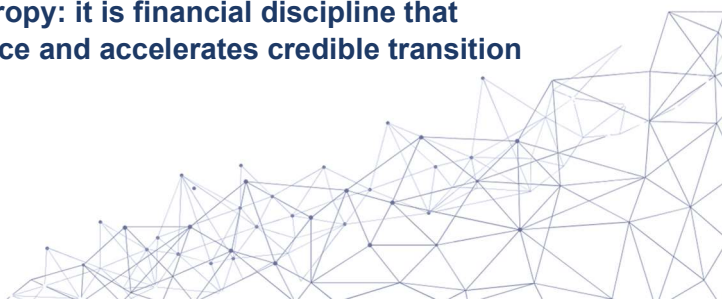 ropy: it is financial discipline that
ce and accelerates credible transition